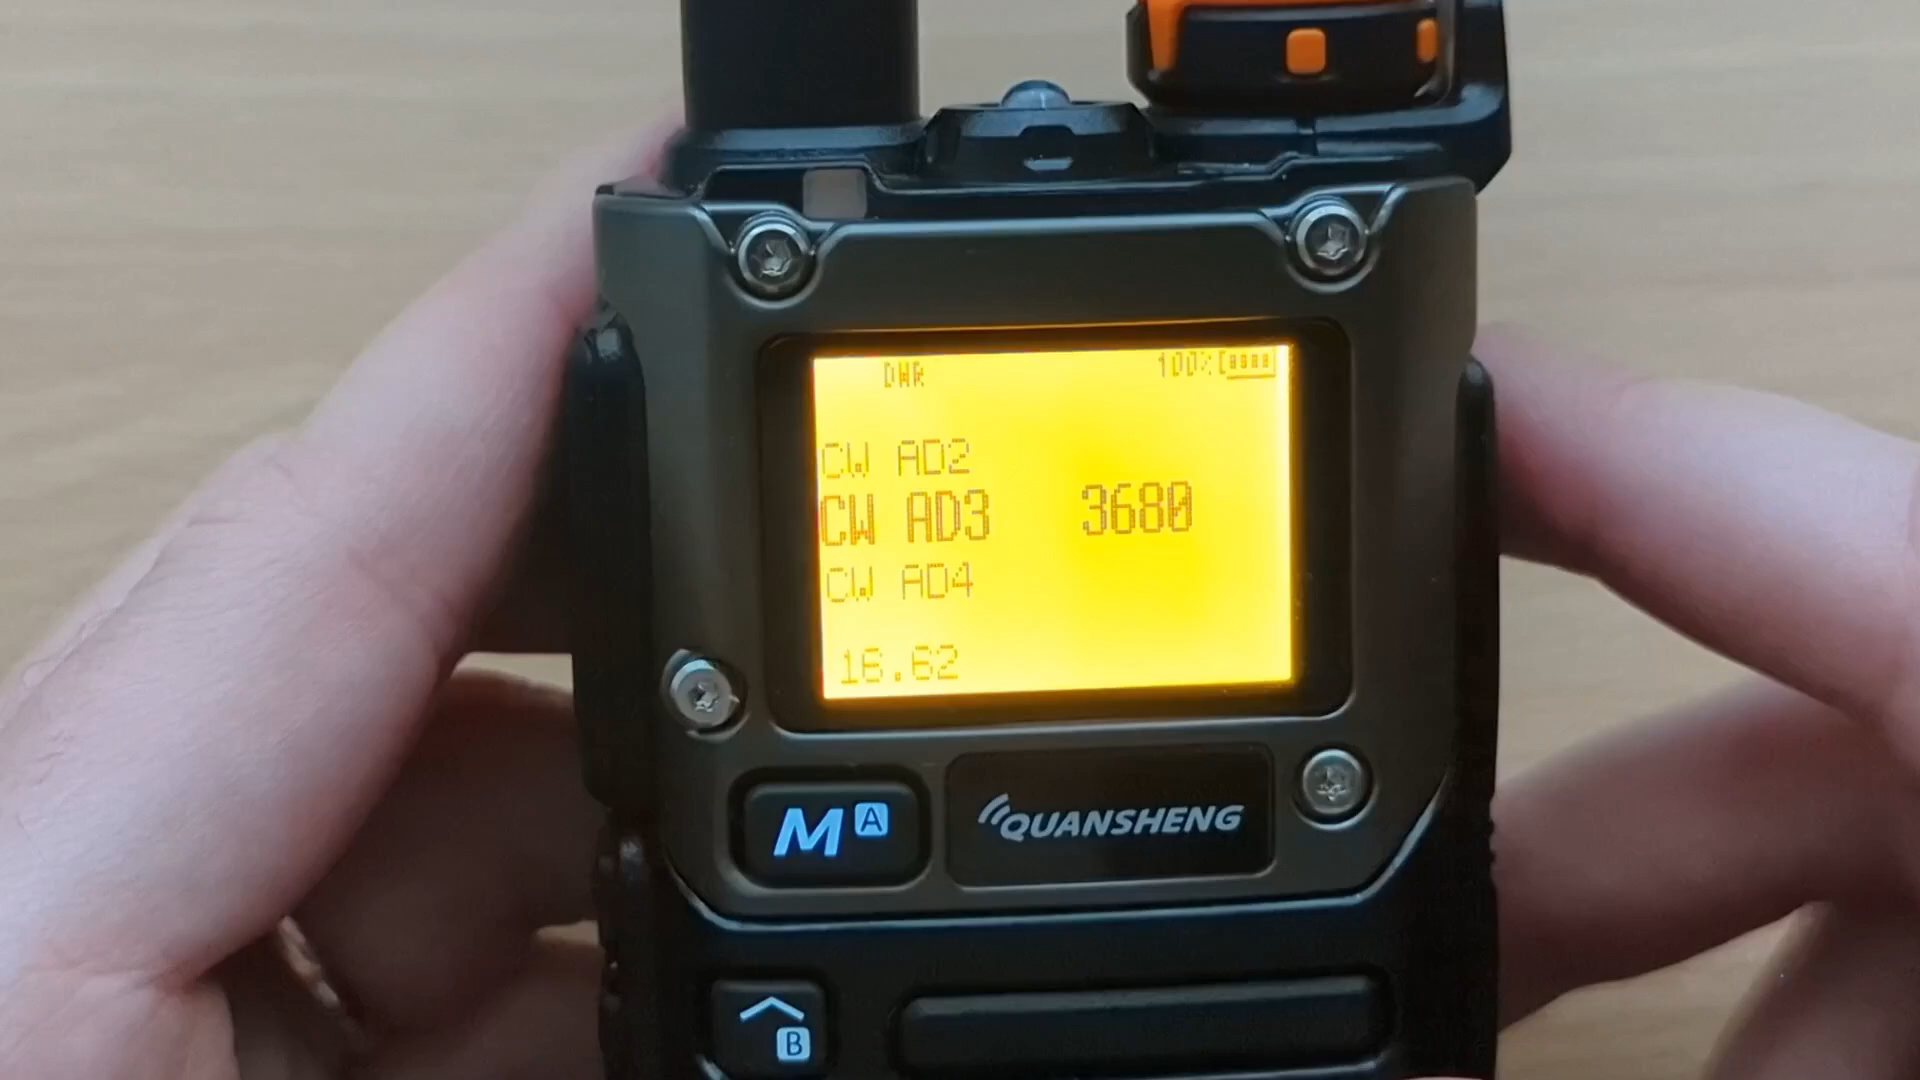 DWR 100%
CW AD2
CW AD3 3680
CW AD4
16.62
M A
QUANSHENG
B